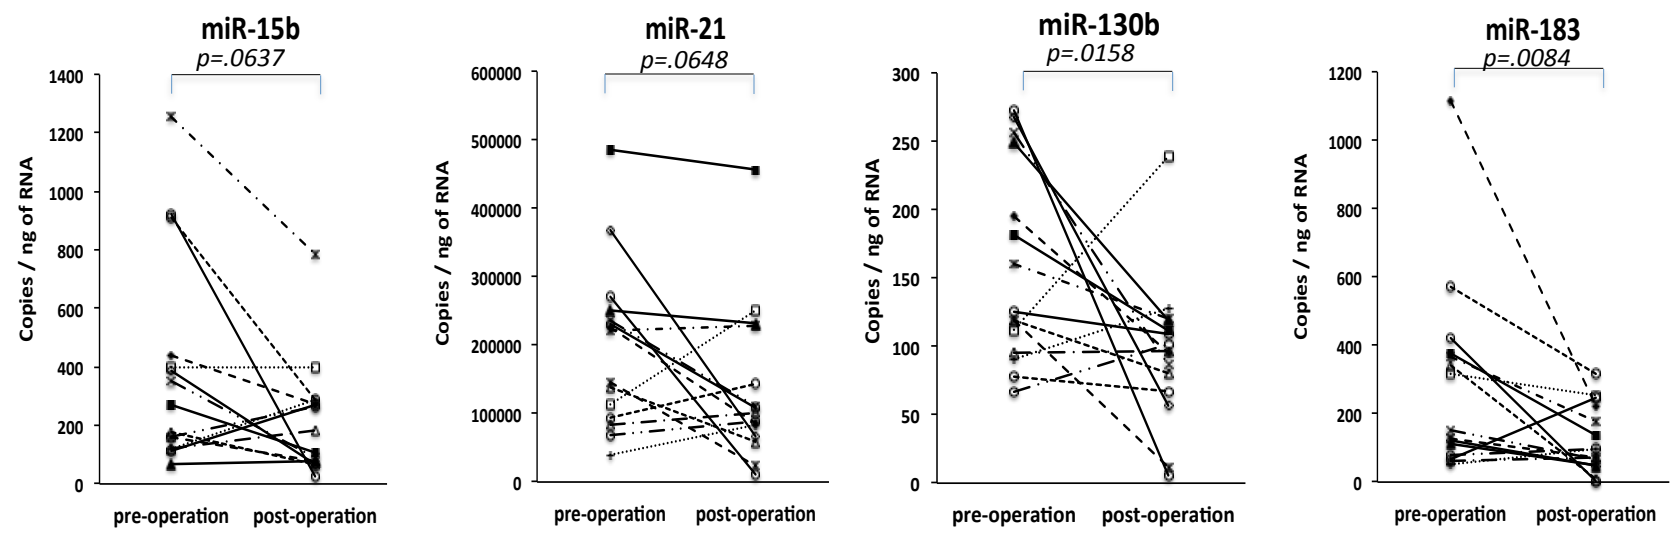 miR-15b
p=.0637
1400
1200
1000
800
600
400
200
0
Copies / ng of RNA
pre-operation
post-operation
miR-21
p=.0648
600000
500000
400000
300000
200000
100000
0
Copies / ng of RNA
pre-operation
post-operation
miR-130b
p=.0158
300
250
200
150
100
50
0
Copies / ng of RNA
pre-operation
post-operation
miR-183
p=.0084
1200
1000
800
600
400
200
0
Copies / ng of RNA
pre-operation
post-operation